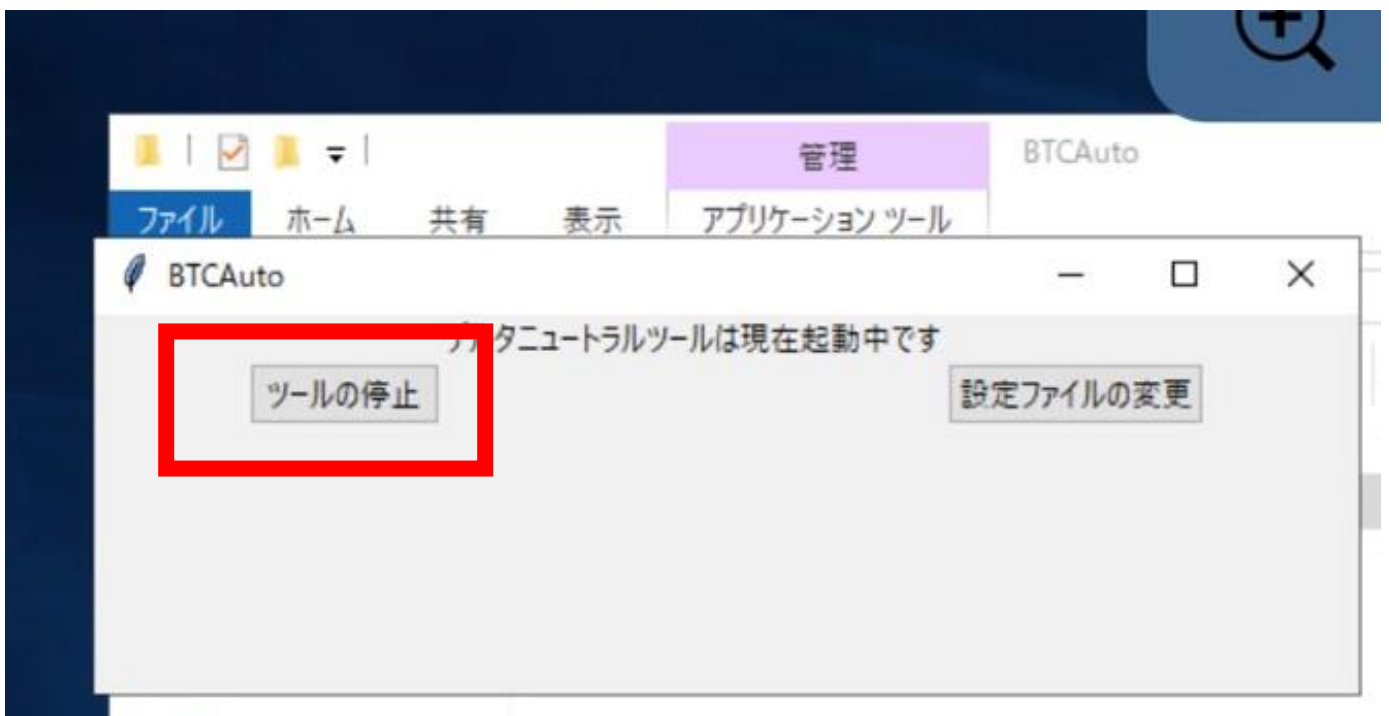 管理
BTCAuto
ファイル
ホーム
共有
表示
アプリケーション ツール
BTCAuto
タニュートラルツールは現在起動中です
ツールの停止
設定ファイルの変更